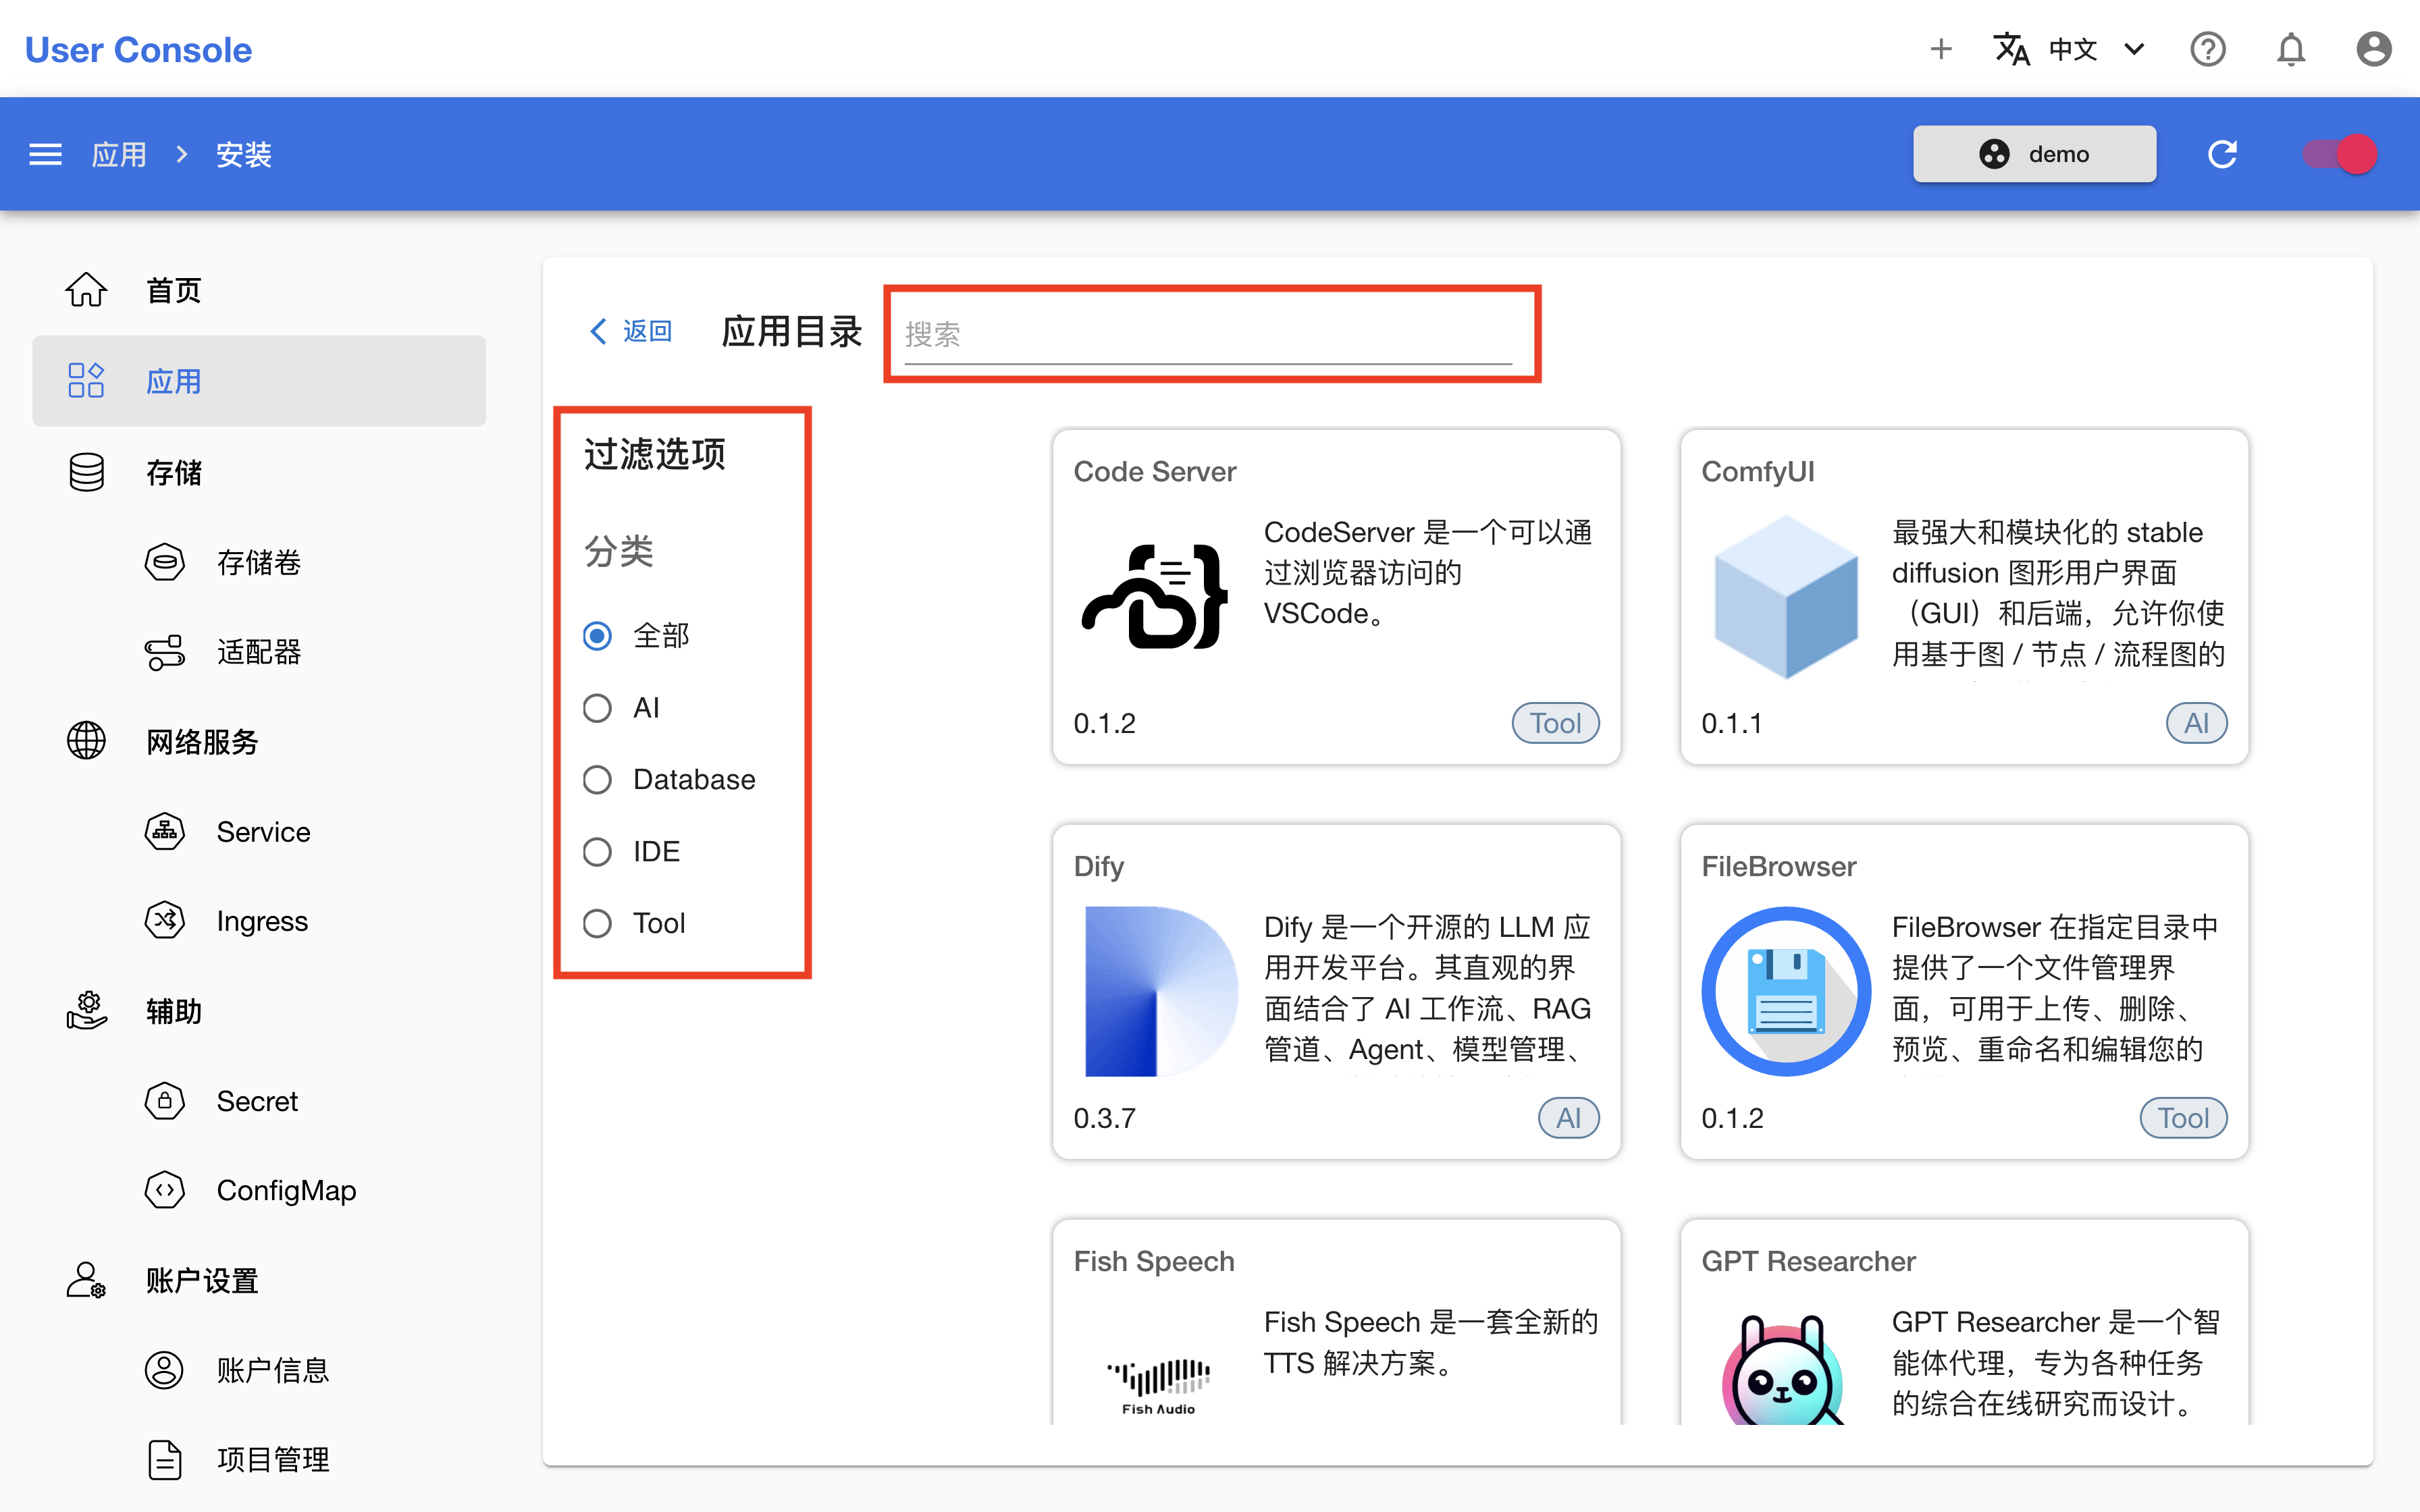 User Console
中文
应用
安装
demo
首页
应用
存储
存储卷
适配器
网络服务
Service
Ingress
辅助
Secret
ConfigMap
账户设置
账户信息
项目管理
返回
应用目录
搜索
过滤选项
分类
全部
AI
Database
IDE
Tool
Code Server
CodeServer 是一个可以通
过浏览器访问的
VSCode。
0.1.2
Tool
ComfyUI
最强大和模块化的 stable
diffusion 图形用户界面
（GUI）和后端，允许你使
用基于图 / 节点 / 流程图的
0.1.1
AI
Dify
Dify 是一个开源的 LLM 应
用开发平台。其直观的界
面结合了 AI 工作流、RAG
管道、Agent、模型管理、
0.3.7
AI
FileBrowser
FileBrowser 在指定目录中
提供了一个文件管理界
面，可用于上传、删除、
预览、重命名和编辑您的
0.1.2
Tool
Fish Speech
Fish Audio
Fish Speech 是一套全新的
TTS 解决方案。
GPT Researcher
GPT Researcher 是一个智
能体代理，专为各种任务
的综合在线研究而设计。